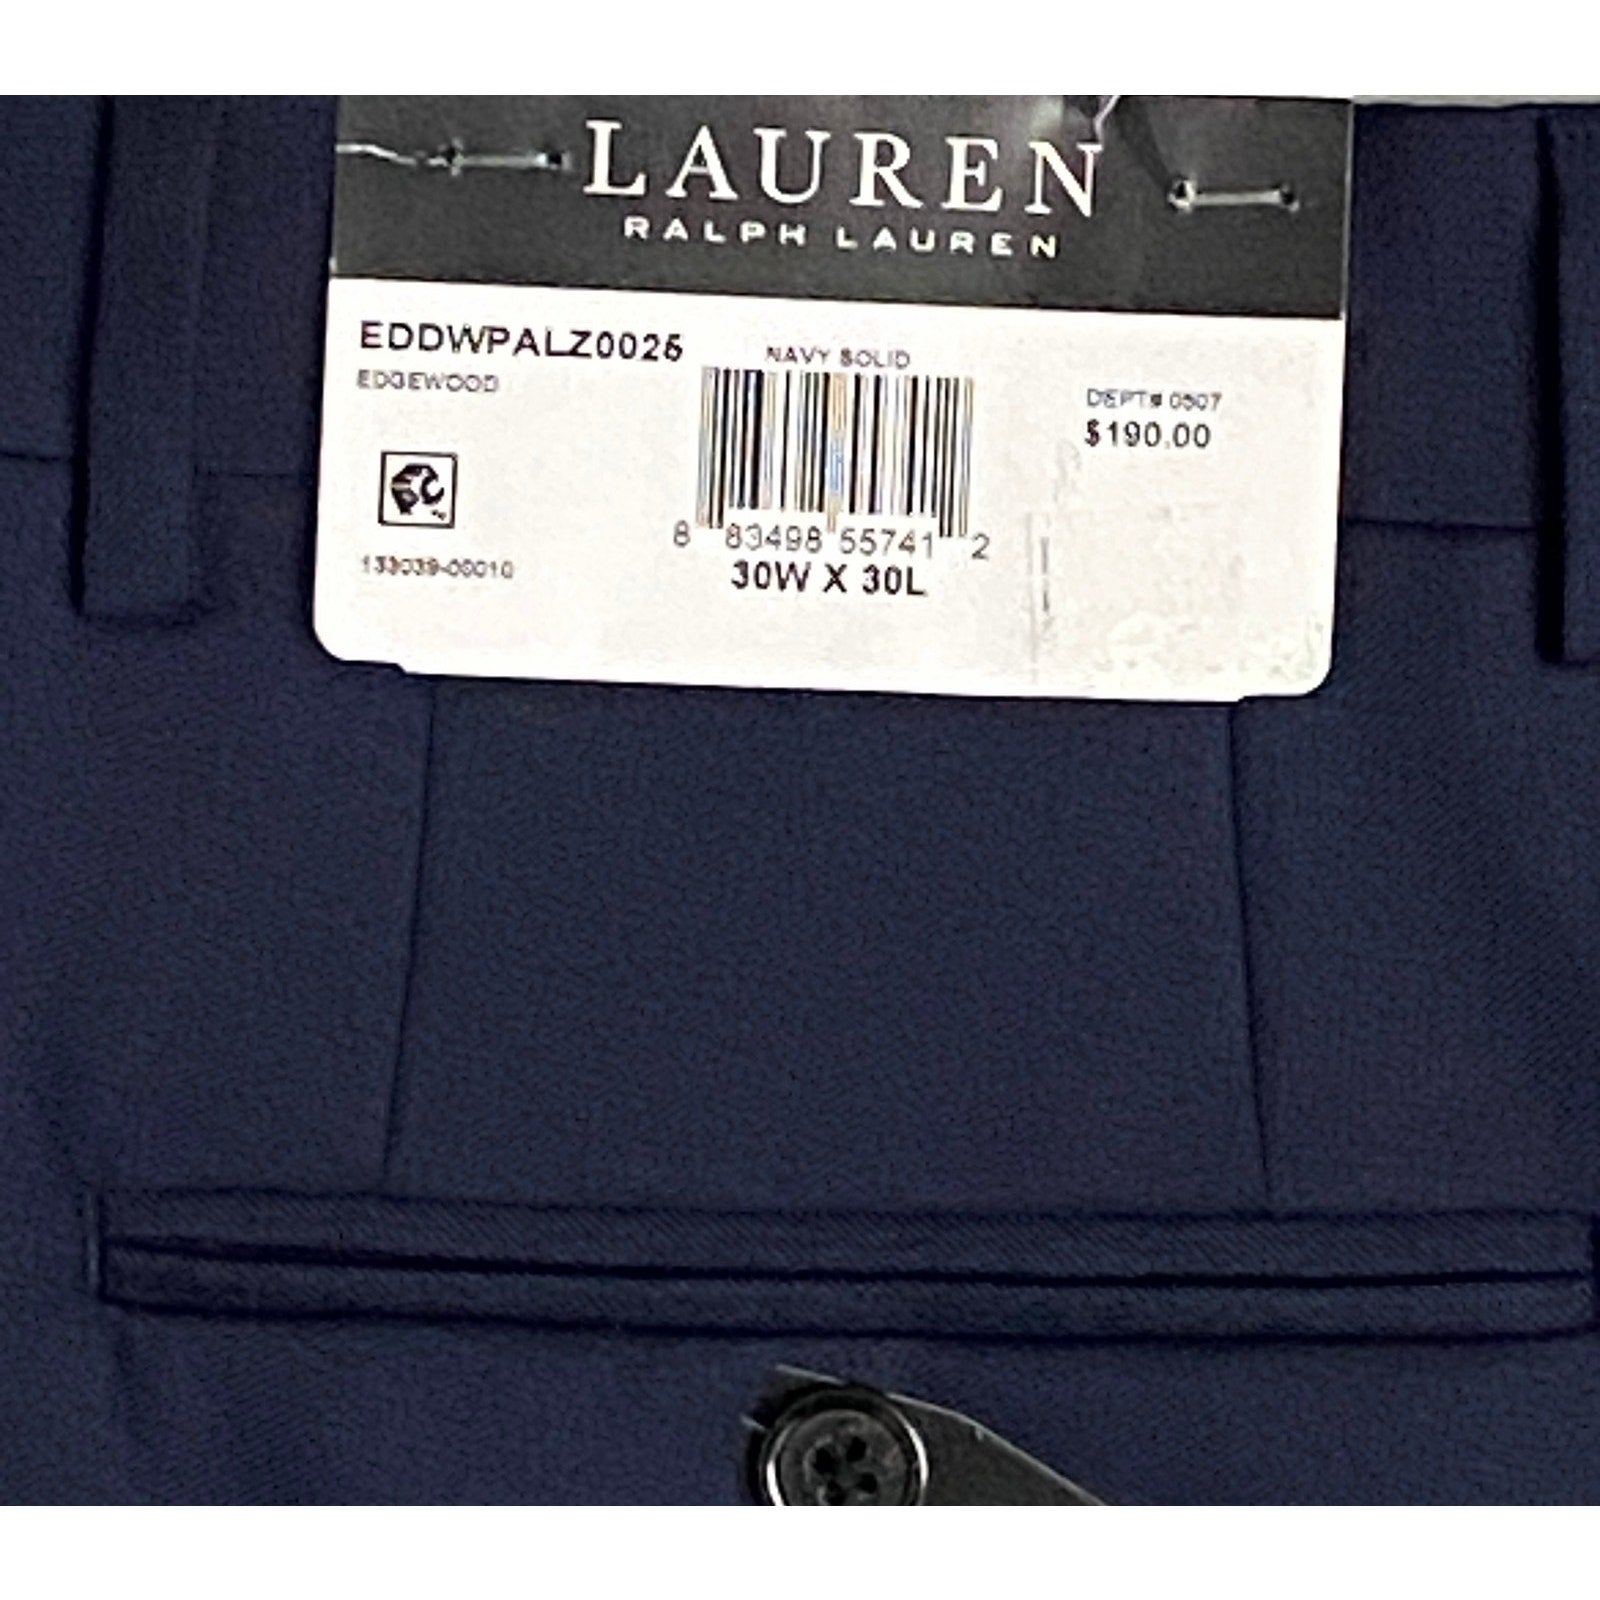 LAUREN
RALPH LAUREN
EDDWPALZ0025
EDGEWOOD
NAVY SOLID
DEPT# 0507
$190.00
8 83498 55741 2
30W X 30L
133039-00010